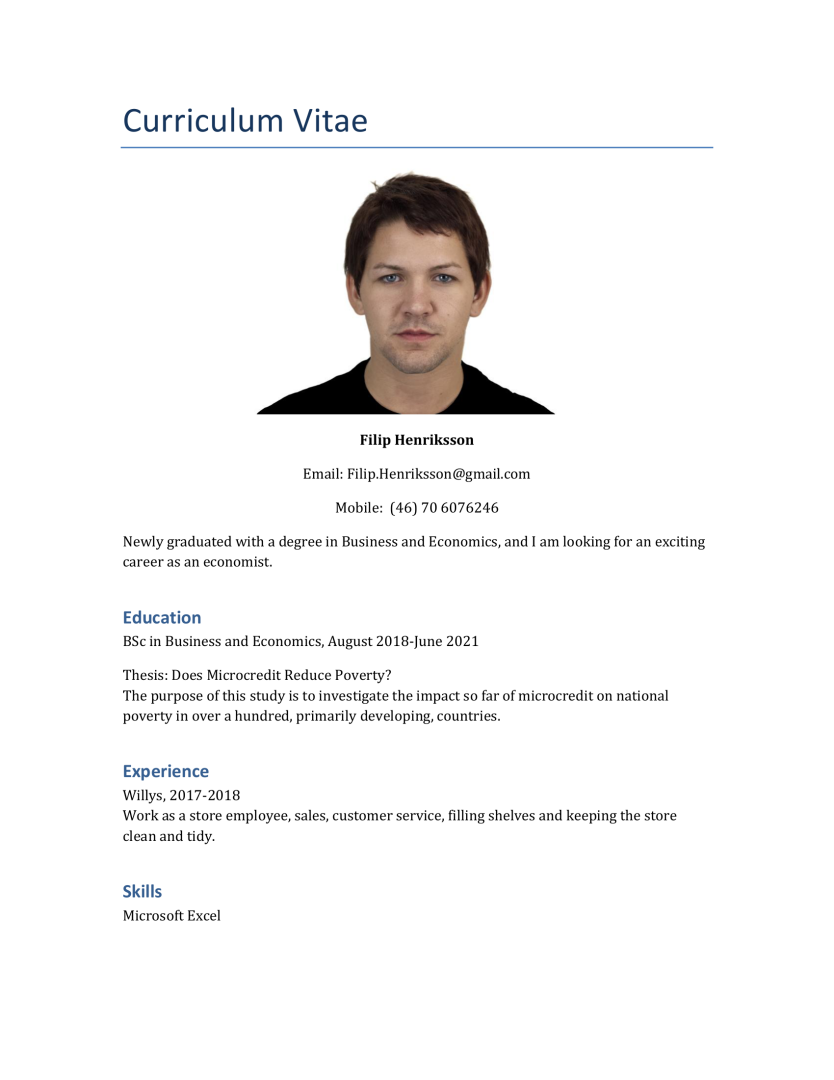 Curriculum Vitae
Filip Henriksson
Email: Filip.Henriksson@gmail.com
Mobile:  (46) 70 6076246
Newly graduated with a degree in Business and Economics, and I am looking for an exciting
career as an economist.
Education
BSc in Business and Economics, August 2018-June 2021
Thesis: Does Microcredit Reduce Poverty?
The purpose of this study is to investigate the impact so far of microcredit on national
poverty in over a hundred, primarily developing, countries.
Experience
Willys, 2017-2018
Work as a store employee, sales, customer service, filling shelves and keeping the store
clean and tidy.
Skills
Microsoft Excel